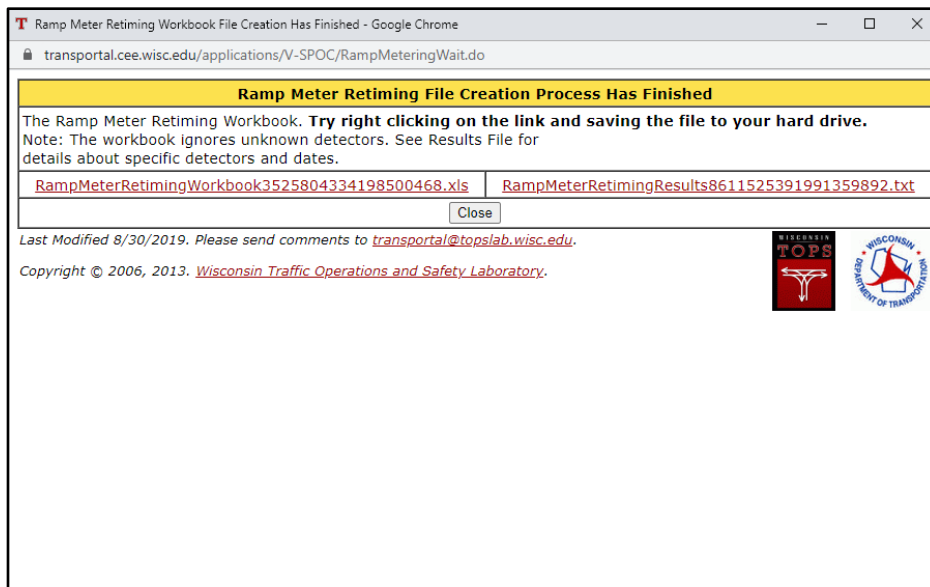 Ramp Meter Retiming Workbook File Creation Has Finished - Google Chrome
transportal.cee.wisc.edu/applications/V-SPOC/RampMeteringWait.do
Ramp Meter Retiming File Creation Process Has Finished
The Ramp Meter Retiming Workbook. Try right clicking on the link and saving the file to your hard drive.
Note: The workbook ignores unknown detectors. See Results File for
details about specific detectors and dates.
RampMeterRetimingWorkbook3525804334198500468.xls
RampMeterRetimingResults8611525391991359892.txt
Close
Last Modified 8/30/2019. Please send comments to transportal@topslab.wisc.edu.
Copyright © 2006, 2013. Wisconsin Traffic Operations and Safety Laboratory.
WISCONSIN
TOPS
WISCONSIN
DEPARTMENT OF TRANSPORTATION